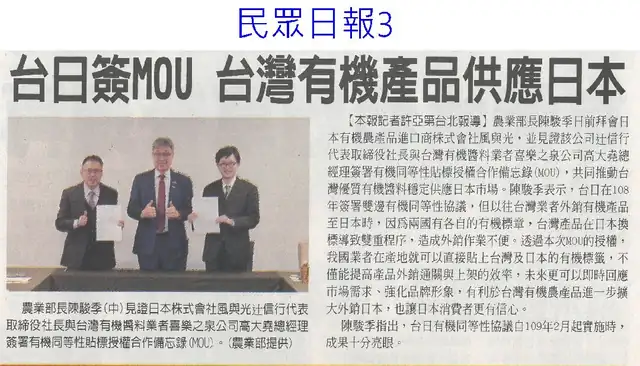 民眾日報3
台日簽MOU 台灣有機產品供應日本
【本報記者許亞第台北報導】農業部長陳駿季日前拜會日
本有機農產品進口商株式會社風與光，並見證該公司辻信行
代表取締役社長與台灣有機醬料業者喜樂之泉公司高大堯總
經理簽署有機同等性貼標授權合作備忘錄(MOU)，共同推動台
灣優質有機醬料穩定供應日本市場。陳駿季表示，台日在108
年簽署雙邊有機同等性協議，但以往台灣業者外銷有機產品
至日本時，因為兩國有各自的有機標章，台灣產品在日本換
標導致雙重程序，造成外銷作業不便。透過本次MOU的授權，
我國業者在產地就可以直接貼上台灣及日本的有機標籤，不
僅能提高產品外銷通關與上架的效率，未來更可以即時回應
市場需求、強化品牌形象，有利於台灣有機農產品進一步擴
大外銷日本，也讓日本消費者更有信心。
陳駿季指出，台日有機同等性協議自109年2月起實施時，
成果十分亮眼。
農業部長陳駿季(中)見證日本株式會社風與光辻信行代表
取締役社長與台灣有機醬料業者喜樂之泉公司高大堯總經理
簽署有機同等性貼標授權合作備忘錄(MOU)。(農業部提供)